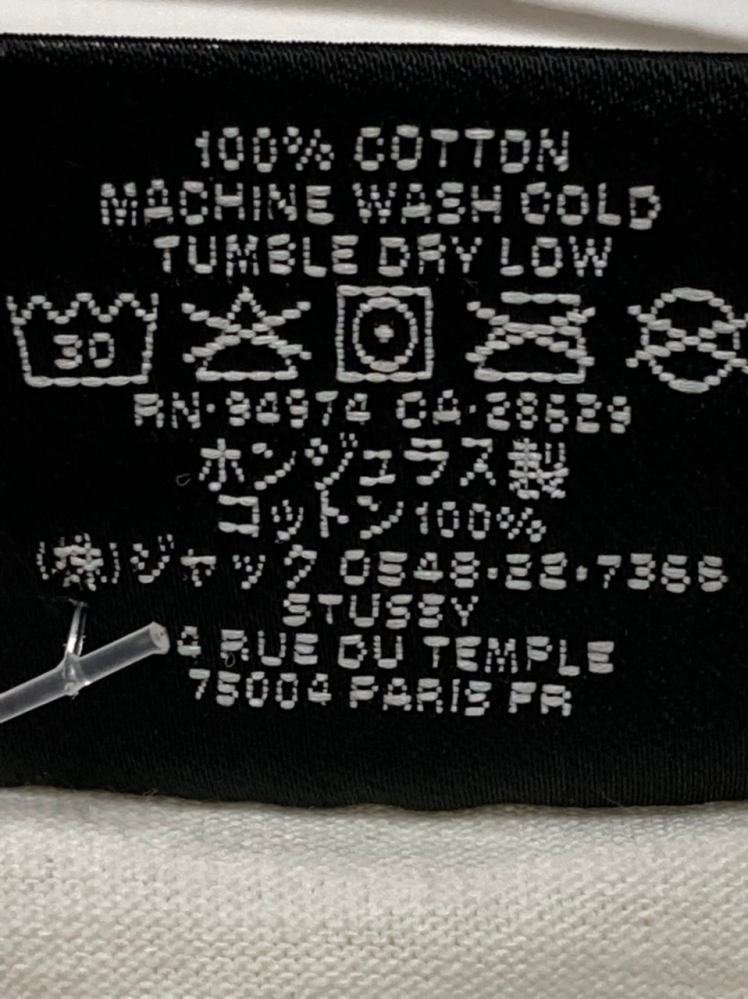 100% COTTON
MACHINE WASH COLD
TUMBLE DRY LOW
30
RN·94974 CA·28629
ホンジュラス製
コットン100%
(株)ジャック 0548·22·7366
STUSSY
4 RUE DU TEMPLE
75004 PARIS FR